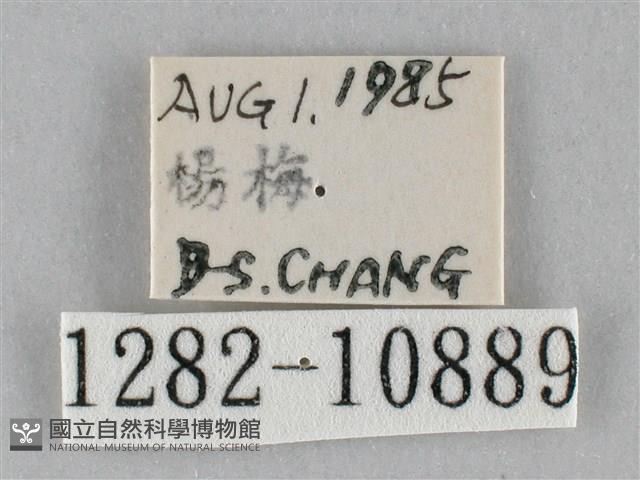 AUG 1. 1985
楊梅
B-S. CHANG
1282-10889
國立自然科學博物館
NATIONAL MUSEUM OF NATURAL SCIENCE